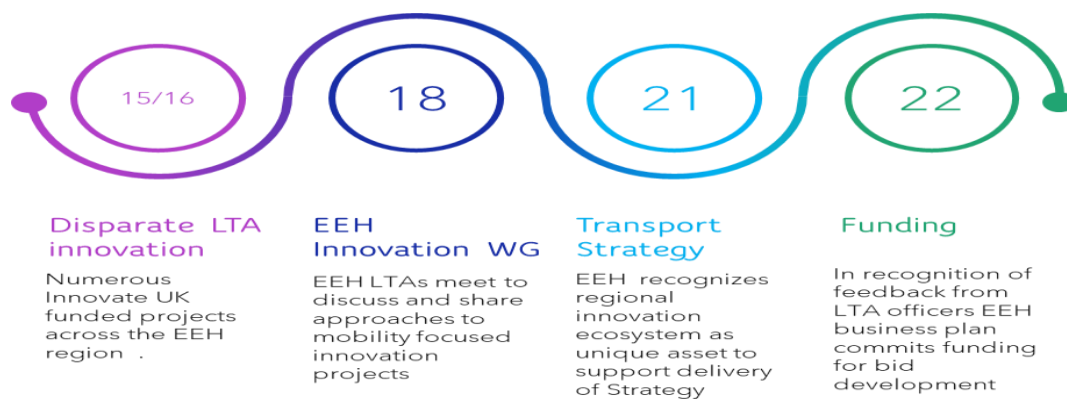 15/16
18
21
22
Disparate LTA
innovation
Numerous
Innovate UK
funded projects
across the EEH
region .
EEH
Innovation WG
EEH LTAs meet to
discuss and share
approaches to
mobility focused
innovation
projects
Transport
Strategy
EEH recognizes
regional
innovation
ecosystem as
unique asset to
support delivery
of Strategy
Funding
In recognition of
feedback from
LTA officers EEH
business plan
commits funding
for bid
development